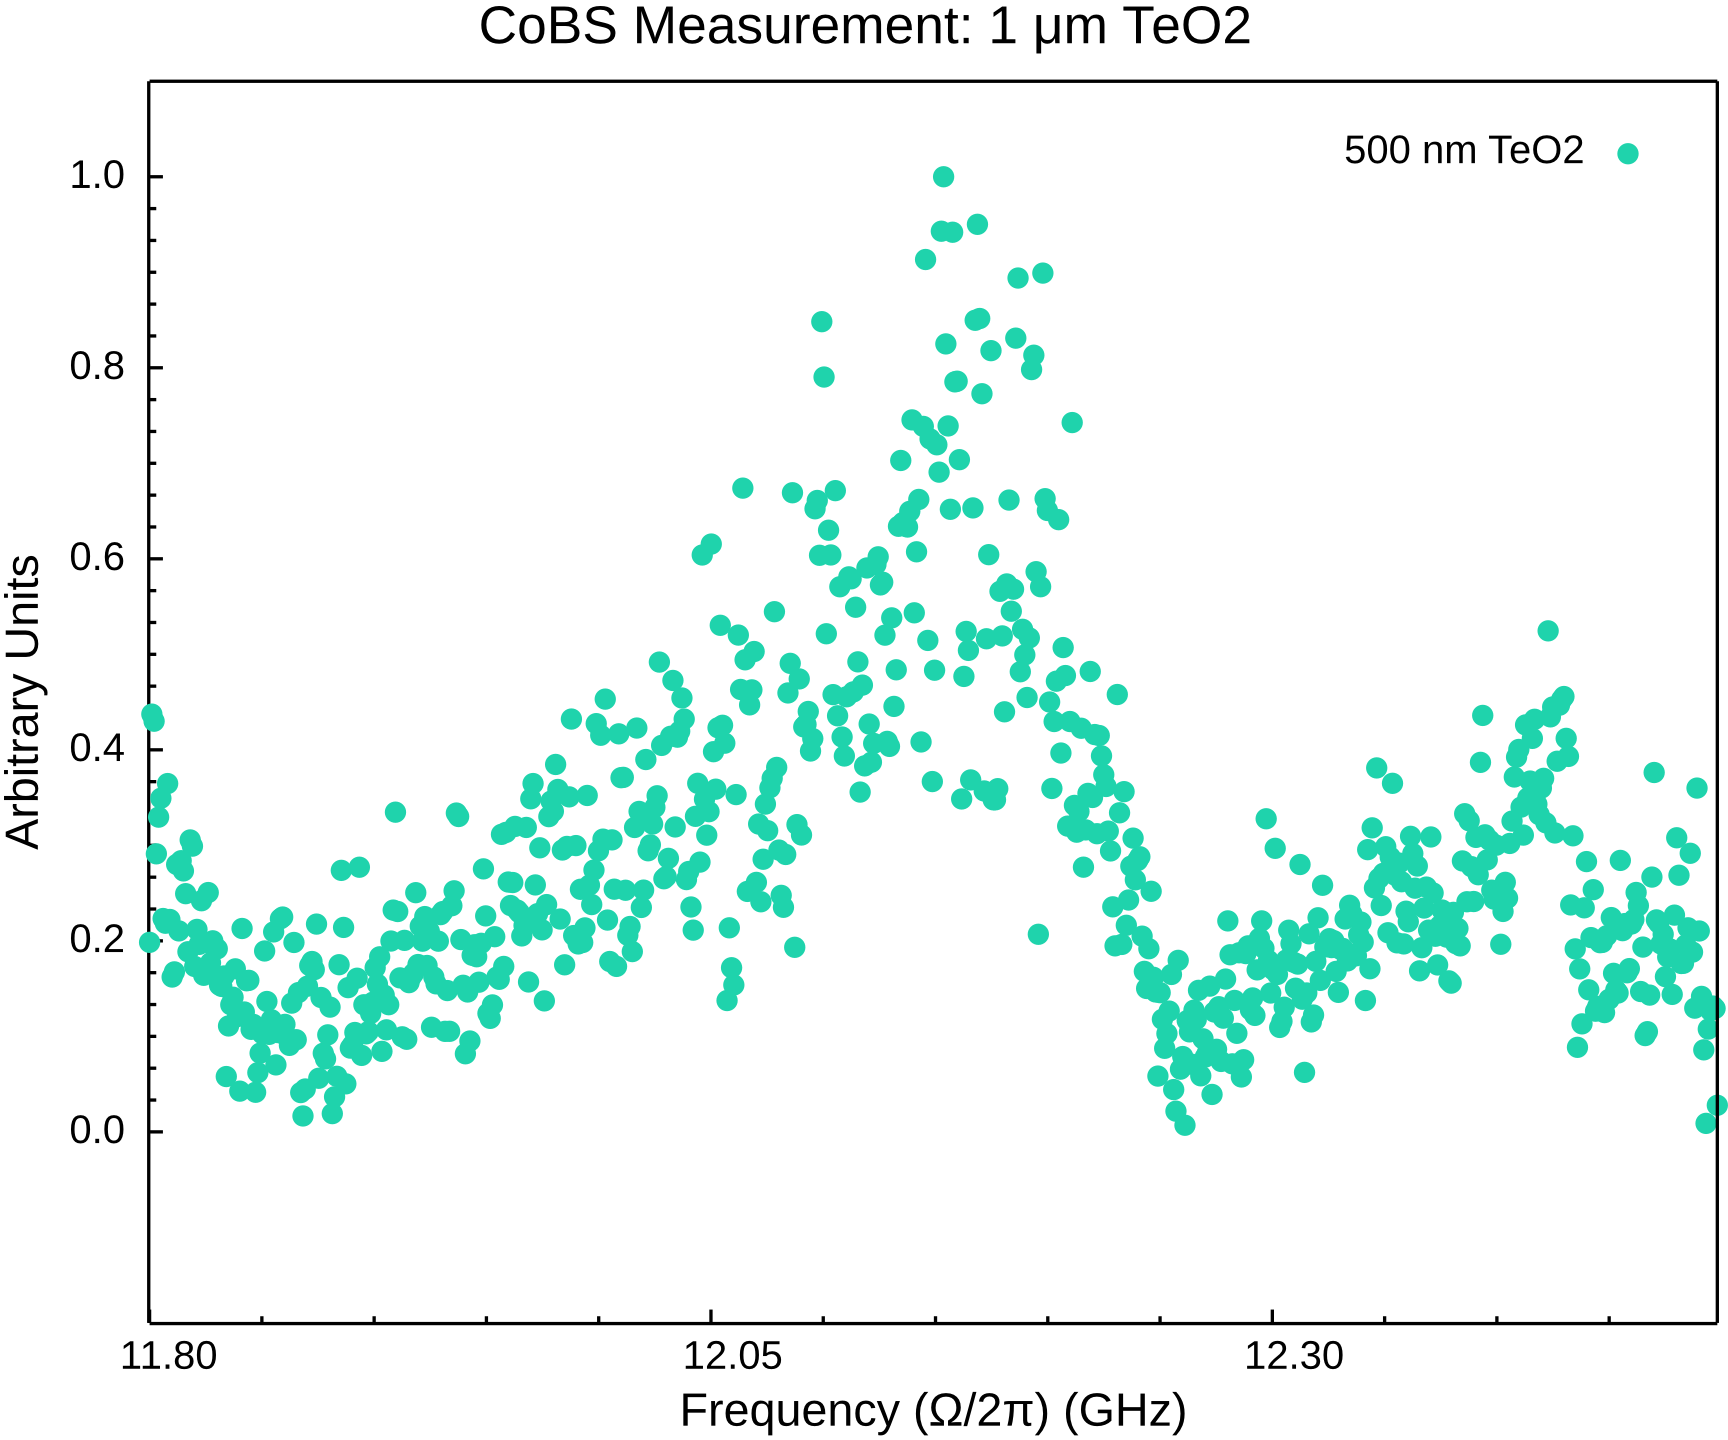 CoBS Measurement: 1 μm TeO2
500 nm TeO2
1.0
0.8
0.6
0.4
0.2
0.0
Arbitrary Units
11.80 12.05 12.30
Frequency (Ω/2π) (GHz)